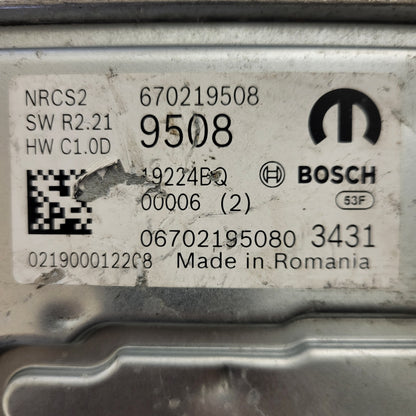 NRCS2 670219508
SW R2.21 9508
HW C1.0D
19224BQ BOSCH
00006 (2) 53F
06702195080 3431
021900012208 Made in Romania